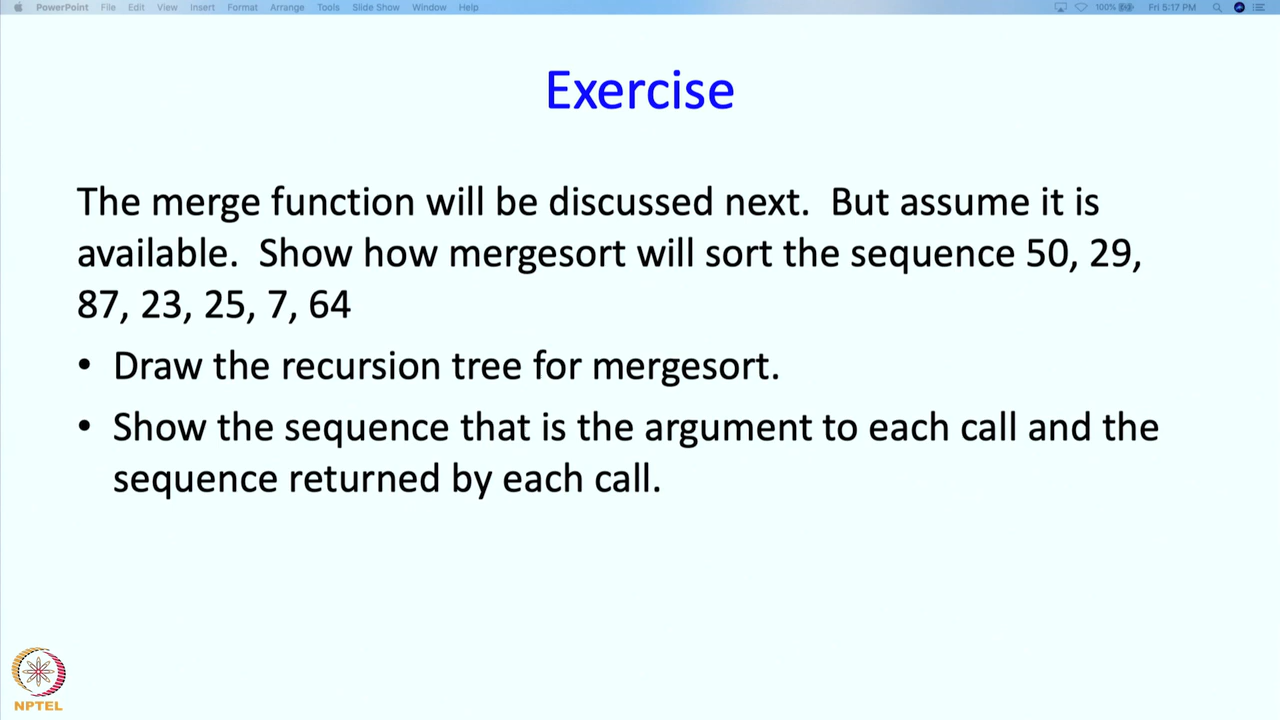 PowerPoint File Edit View Insert Format Arrange Tools Slide Show Window Help 100% Fri 5:17 PM
Exercise
The merge function will be discussed next. But assume it is
available. Show how mergesort will sort the sequence 50, 29,
87, 23, 25, 7, 64
• Draw the recursion tree for mergesort.
• Show the sequence that is the argument to each call and the
sequence returned by each call.
NPTEL